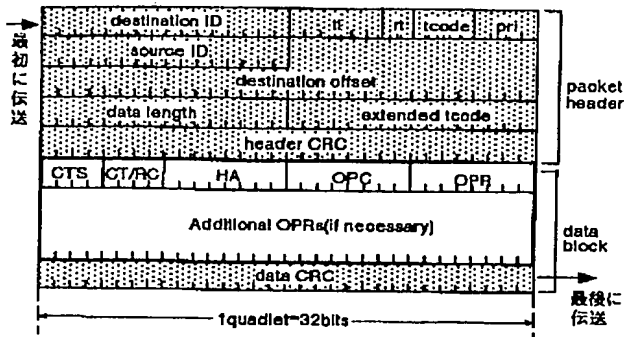 destination ID tl rt tcode pri
最初に伝送
source ID
destination offset
packet header
data length extended tcode
header CRC
CTS CT/RC HA OPC OPR
Additional OPRs(if necessary)
data block
data CRC
最後に伝送
1quadlet=32bits